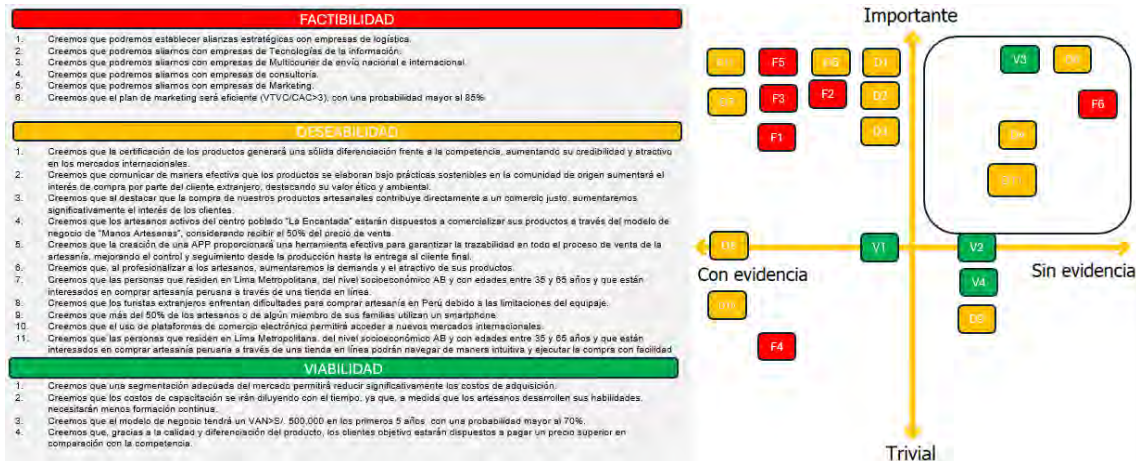 FACTIBILIDAD
1. Creemos que podremos establecer alianzas estratégicas con empresas de logística.
2. Creemos que podremos aliarnos con empresas de Tecnologías de la información.
3. Creemos que podremos aliarnos con empresas de Multicourier de envío nacional e internacional.
4. Creemos que podremos aliarnos con empresas de consultoría.
5. Creemos que podremos aliarnos con empresas de Marketing.
6. Creemos que el plan de marketing será eficiente (VTVC/CAC>3), con una probabilidad mayor al 85%
DESEABILIDAD
1. Creemos que la certificación de los productos generará una sólida diferenciación frente a la competencia, aumentando su credibilidad y atractivo
en los mercados internacionales.
2. Creemos que comunicar de manera efectiva que los productos se elaboran bajo prácticas sostenibles en la comunidad de origen aumentará el
interés de compra por parte del cliente extranjero, destacando su valor ético y ambiental.
3. Creemos que al destacar que la compra de nuestros productos artesanales contribuye directamente a un comercio justo, aumentaremos
significativamente el interés de los clientes.
4. Creemos que los artesanos activos del centro poblado "La Encantada" estarán dispuestos a comercializar sus productos a través del modelo de
negocio de "Manos Artesanas", considerando recibir el 50% del precio de venta.
5. Creemos que la creación de una APP proporcionará una herramienta efectiva para garantizar la trazabilidad en todo el proceso de venta de la
artesanía, mejorando el control y seguimiento desde la producción hasta la entrega al cliente final.
6. Creemos que, al profesionalizar a los artesanos, aumentaremos la demanda y el atractivo de sus productos.
7. Creemos que las personas que residen en Lima Metropolitana, del nivel socioeconómico AB y con edades entre 35 y 65 años y que están
interesados en comprar artesanía peruana a través de una tienda en línea.
8. Creemos que los turistas extranjeros enfrentan dificultades para comprar artesanía en Perú debido a las limitaciones del equipaje.
9. Creemos que más del 50% de los artesanos o de algún miembro de sus familias utilizan un smartphone.
10. Creemos que el uso de plataformas de comercio electrónico permitirá acceder a nuevos mercados internacionales.
11. Creemos que las personas que residen en Lima Metropolitana, del nivel socioeconómico AB y con edades entre 35 y 65 años y que están
interesados en comprar artesanía peruana a través de una tienda en línea podrán navegar de manera intuitiva y ejecutar la compra con facilidad
VIABILIDAD
1. Creemos que una segmentación adecuada del mercado permitirá reducir significativamente los costos de adquisición.
2. Creemos que los costos de capacitación se irán diluyendo con el tiempo, ya que, a medida que los artesanos desarrollen sus habilidades,
necesitarán menos formación continua.
3. Creemos que el modelo de negocio tendrá un VAN>S/. 500,000 en los primeros 5 años con una probabilidad mayor al 70%.
4. Creemos que, gracias a la calidad y diferenciación del producto, los clientes objetivo estarán dispuestos a pagar un precio superior en
comparación con la competencia.
Importante
F5
V3
F3
F2
F6
F1
V1
V2
Con evidencia
Sin evidencia
V4
F4
Trivial